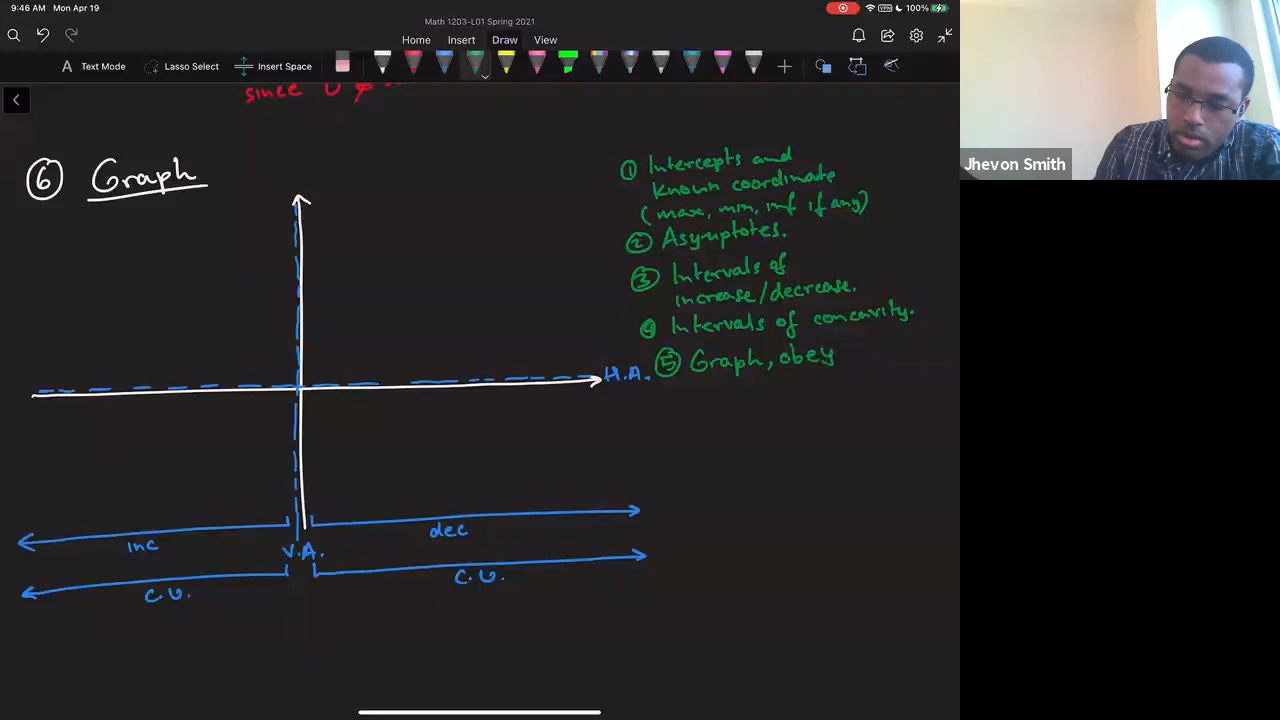 9:46 AM Mon Apr 19
100%
Math 1203-L01 Spring 2021
Home Insert Draw View
Text Mode Lasso Select Insert Space
since
⑥ Graph
① Intercepts and
known coordinate
(max, min, inf if any)
② Asymptotes.
③ Intervals of
increase/decrease.
④ Intervals of concavity.
⑤ Graph, obey
H.A.
inc
dec
V.A.
C.U.
C.U.
Jhevon Smith